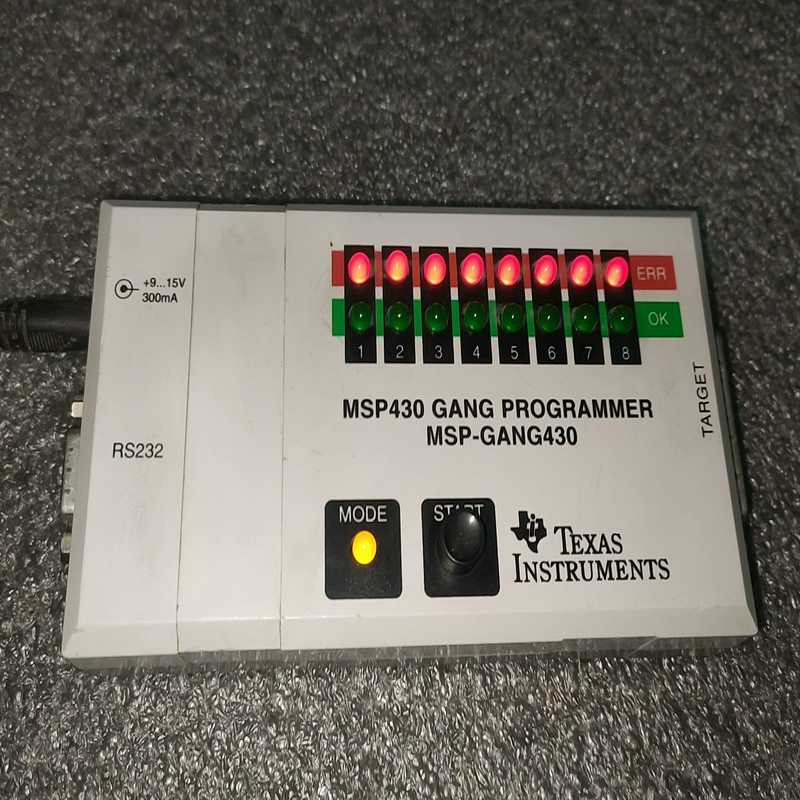 +9...15V
300mA
RS232
ERR
OK
1 2 3 4 5 6 7 8
TARGET
MSP430 GANG PROGRAMMER
MSP-GANG430
MODE
START
TEXAS
INSTRUMENTS